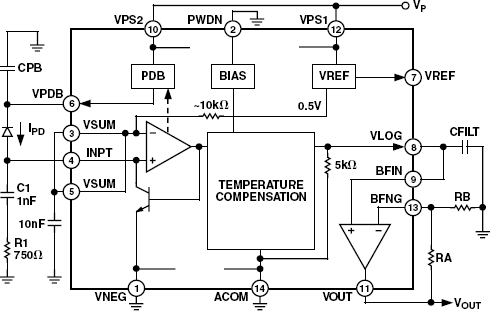 VPS2
PWDN
VPS1
VP
10
2
12
CPB
PDB
BIAS
VREF
7
VREF
VPDB
6
~10kΩ
0.5V
IPD
VSUM
3
VLOG
8
CFILT
INPT
4
5kΩ
BFIN
9
VSUM
5
C1
1nF
TEMPERATURE
COMPENSATION
BFNG
13
RB
10nF
R1
750Ω
RA
VNEG
1
ACOM
14
VOUT
11
VOUT